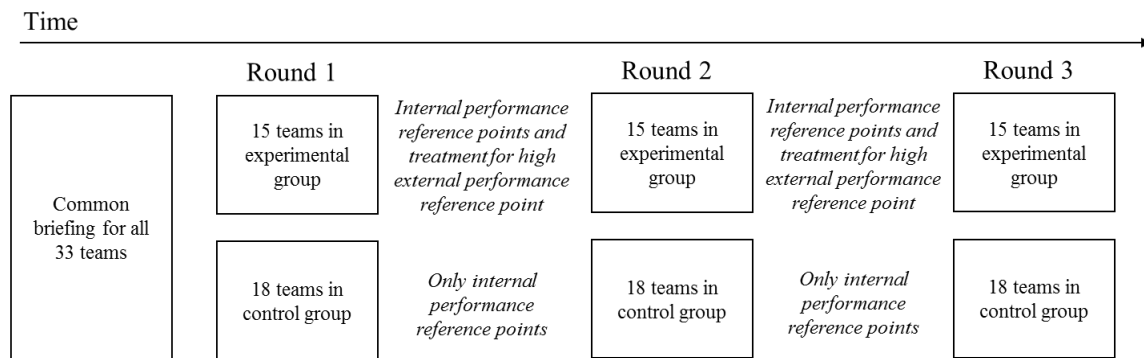 Time
Round 1
Round 2
Round 3
Common
briefing for all
33 teams
15 teams in
experimental
group
Internal performance
reference points and
treatment for high
external performance
reference point
15 teams in
experimental
group
Internal performance
reference points and
treatment for high
external performance
reference point
15 teams in
experimental
group
18 teams in
control group
Only internal
performance
reference points
18 teams in
control group
Only internal
performance
reference points
18 teams in
control group